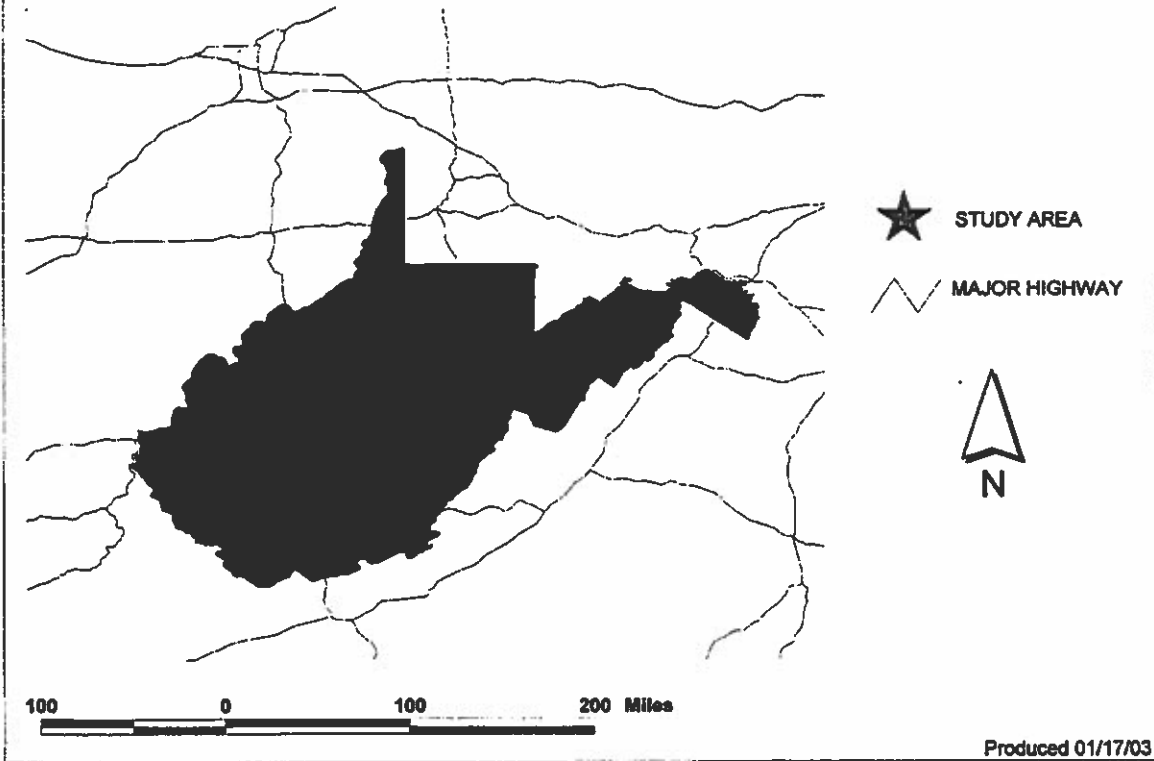 STUDY AREA
MAJOR HIGHWAY
N
100 0 100 200 Miles
Produced 01/17/03